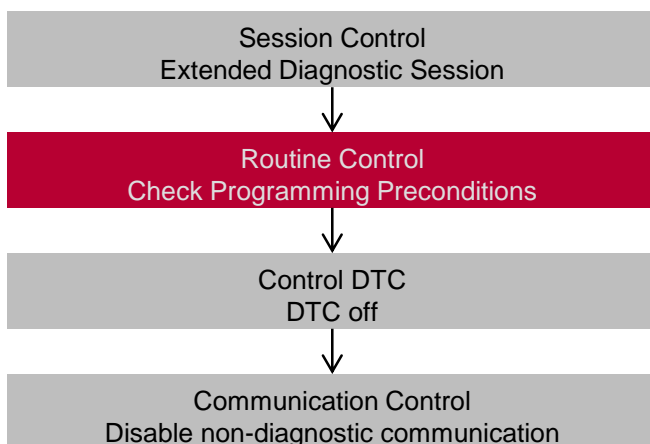 Session Control
Extended Diagnostic Session
Routine Control
Check Programming Preconditions
Control DTC
DTC off
Communication Control
Disable non-diagnostic communication